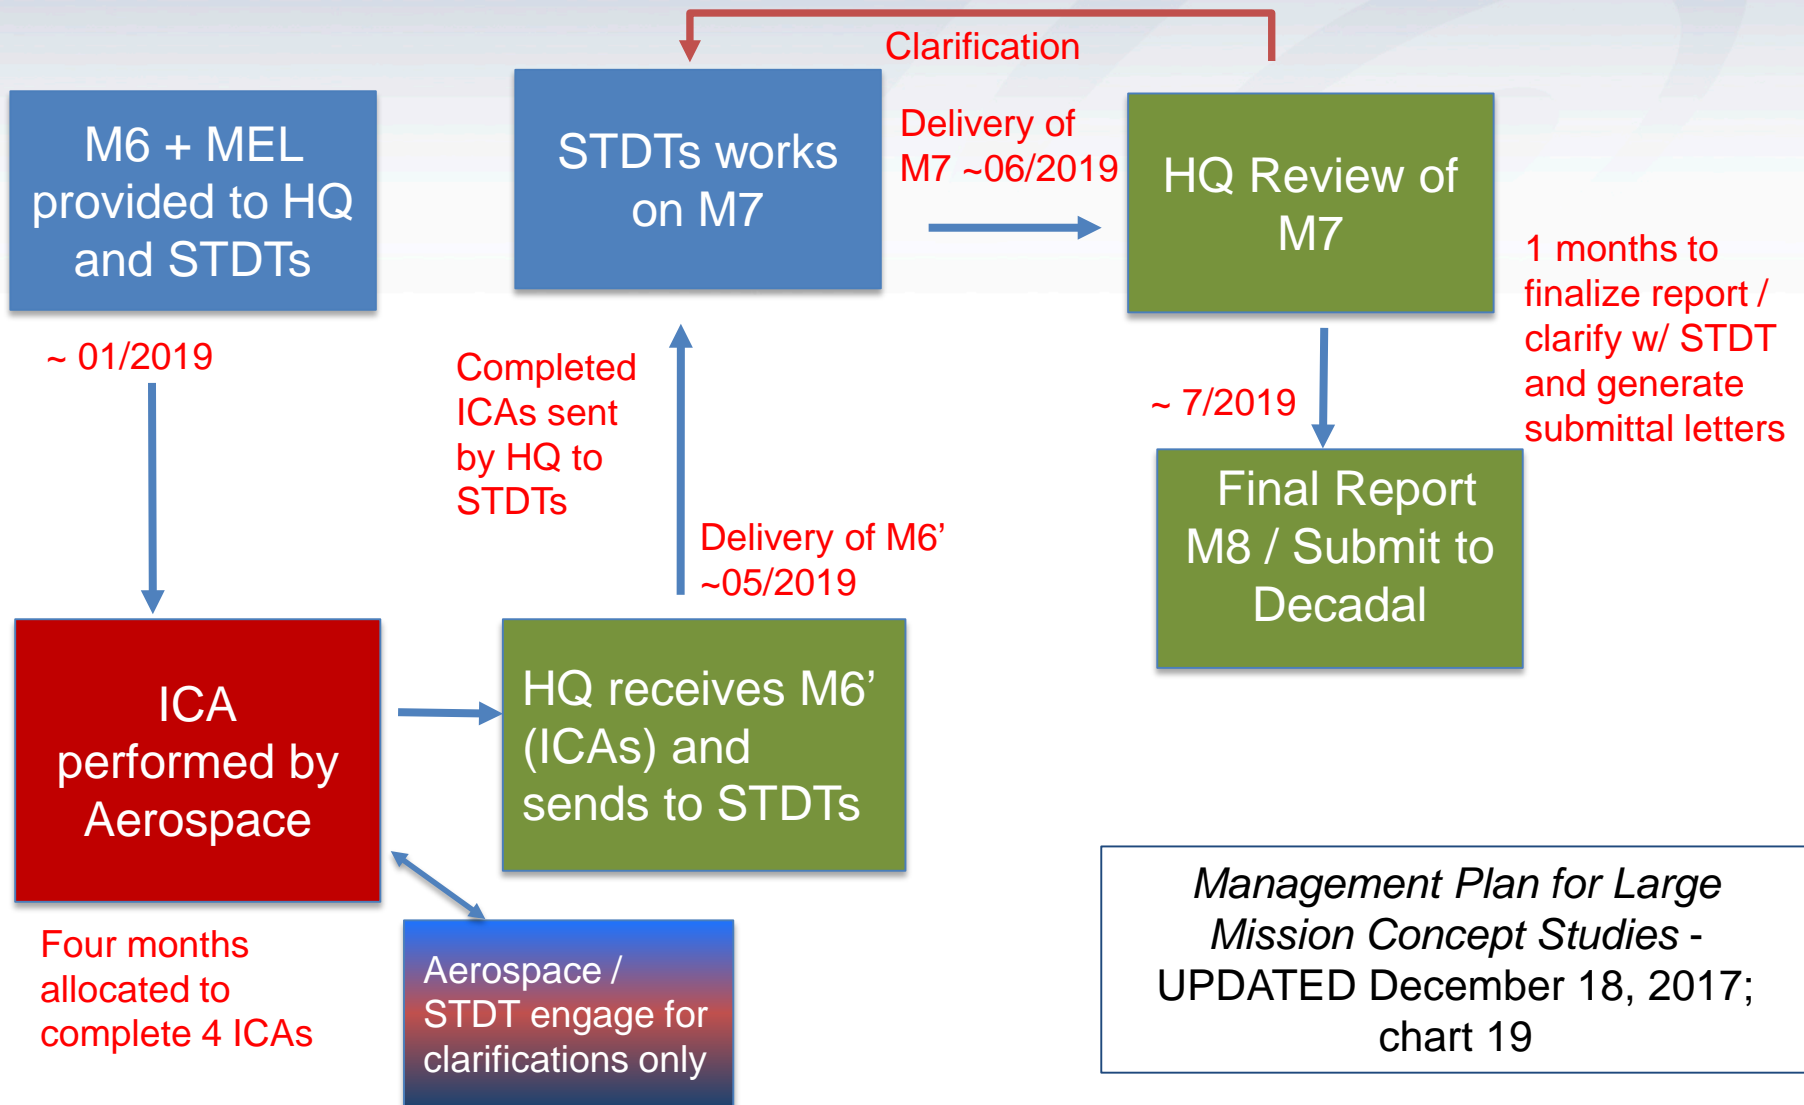 Clarification
M6 + MEL
provided to HQ
and STDTs
STDTs works
on M7
Delivery of
M7 ~06/2019
HQ Review of
M7
1 months to
finalize report /
clarify w/ STDT
and generate
submittal letters
~ 01/2019
Completed
ICAs sent
by HQ to
STDTs
~ 7/2019
Delivery of M6’
~05/2019
Final Report
M8 / Submit to
Decadal
ICA
performed by
Aerospace
HQ receives M6’
(ICAs) and
sends to STDTs
Four months
allocated to
complete 4 ICAs
Aerospace /
STDT engage for
clarifications only
Management Plan for Large
Mission Concept Studies -
UPDATED December 18, 2017;
chart 19